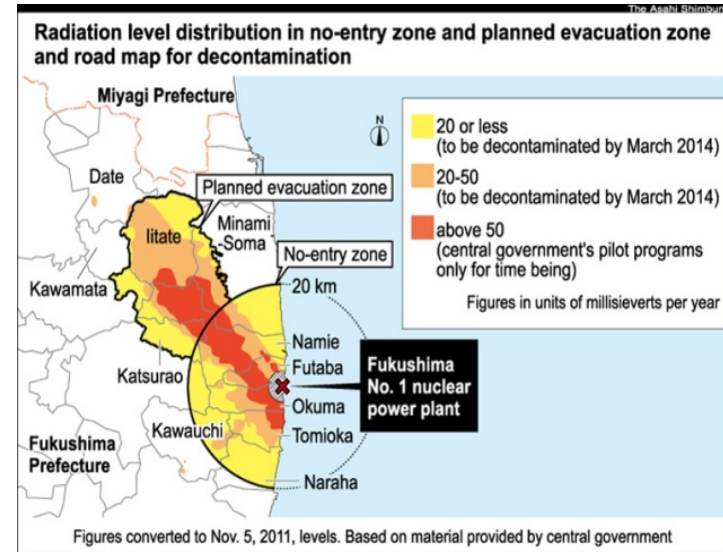 The Asahi Shimbun
Radiation level distribution in no-entry zone and planned evacuation zone
and road map for decontamination
Miyagi Prefecture
N
20 or less
(to be decontaminated by March 2014)
20-50
(to be decontaminated by March 2014)
above 50
(central government's pilot programs
only for time being)
Figures in units of millisieverts per year
Date
Planned evacuation zone
Iitate
Minami
-Soma
No-entry zone
Kawamata
20 km
Namie
Futaba
Katsurao
Fukushima
No. 1 nuclear
power plant
Okuma
Kawauchi
Tomioka
Fukushima
Prefecture
Naraha
Figures converted to Nov. 5, 2011, levels. Based on material provided by central government